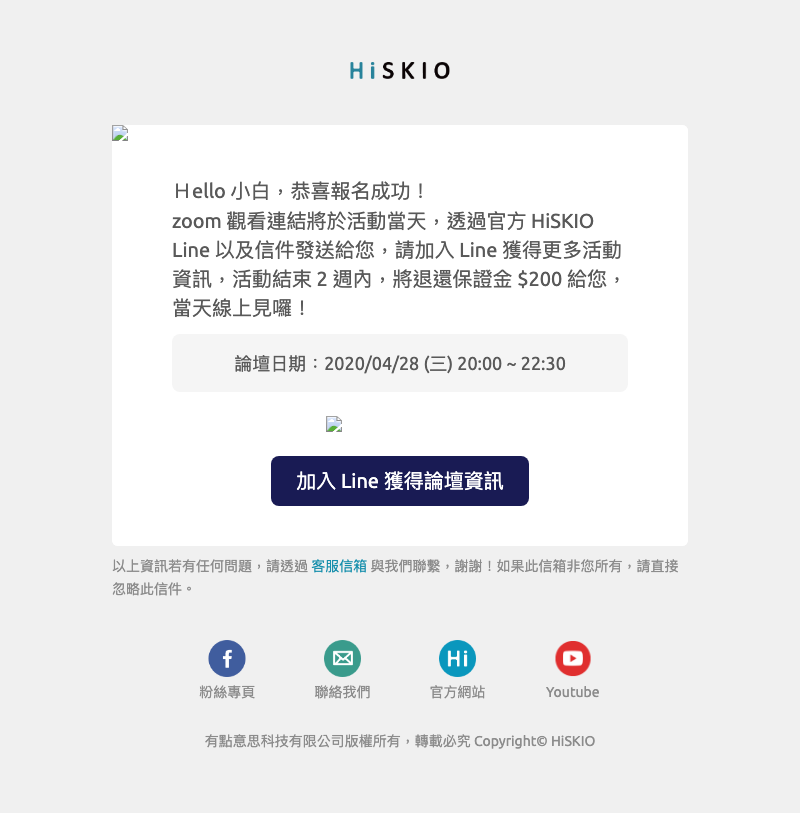 HiSKIO
Hello 小白，恭喜報名成功！
zoom 觀看連結將於活動當天，透過官方 HiSKIO
Line 以及信件發送給您，請加入 Line 獲得更多活動
資訊，活動結束 2 週內，將退還保證金 $200 給您，
當天線上見囉！
論壇日期：2020/04/28 (三) 20:00 ~ 22:30
加入 Line 獲得論壇資訊
以上資訊若有任何問題，請透過 客服信箱 與我們聯繫，謝謝！如果此信箱非您所有，請直接
忽略此信件。
Hi
粉絲專頁 聯絡我們 官方網站 Youtube
有點意思科技有限公司版權所有，轉載必究 Copyright© HiSKIO